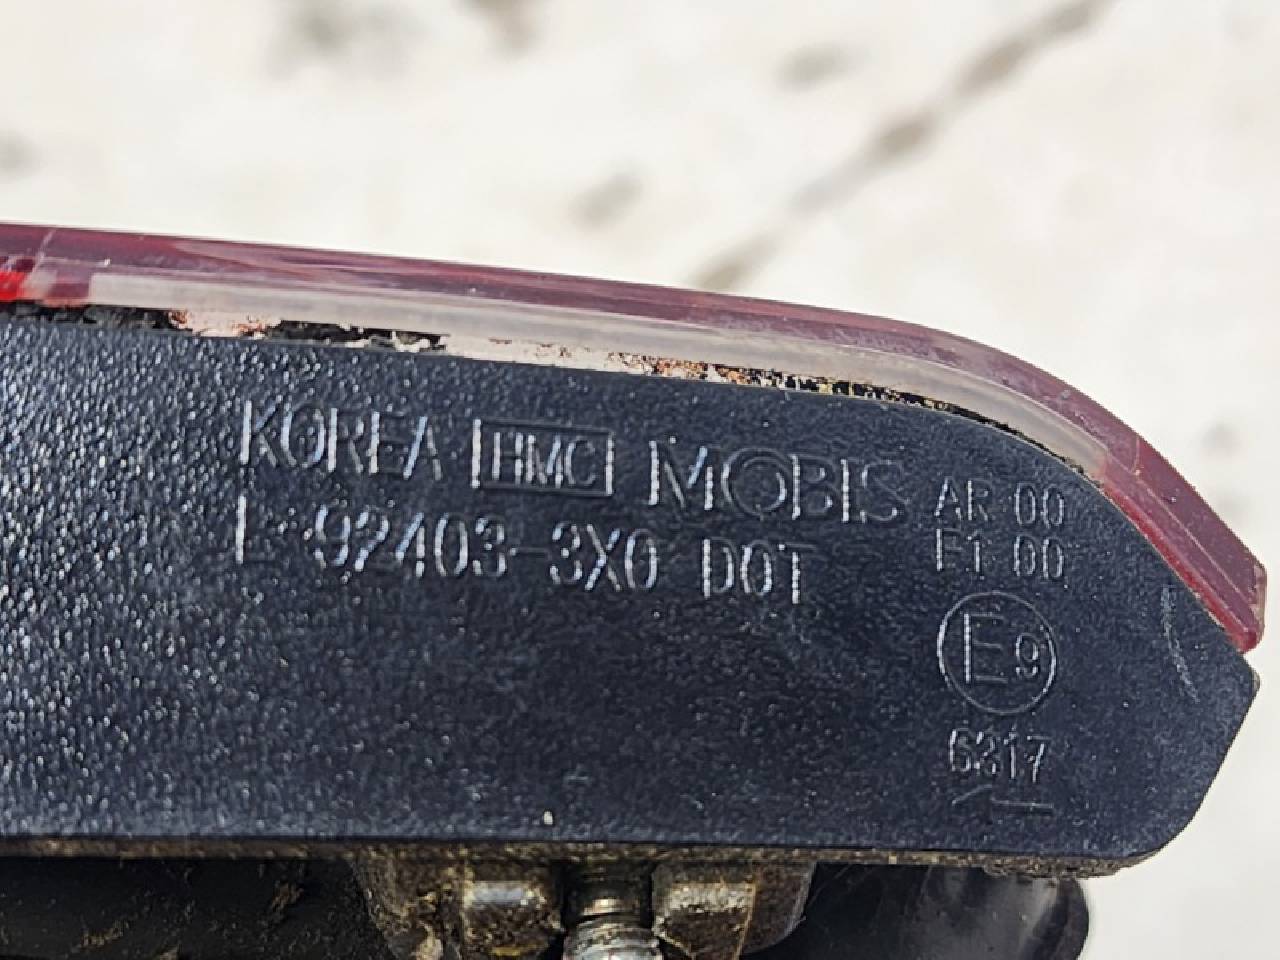 KOREA HMC MOBIS
L 92403-3X0 DOT
AR 00
F1 00
E9
6317